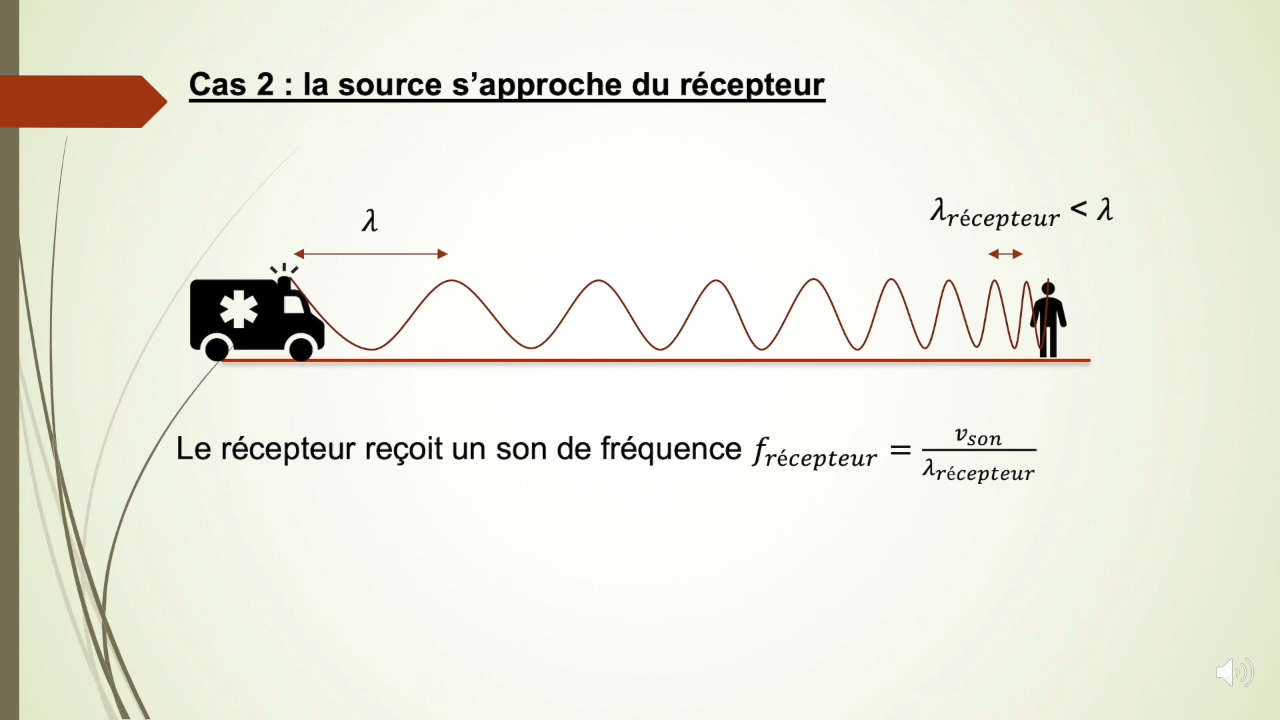 Cas 2 : la source s’approche du récepteur
λ
λ_récepteur < λ
Le récepteur reçoit un son de fréquence f_récepteur = v_son / λ_récepteur